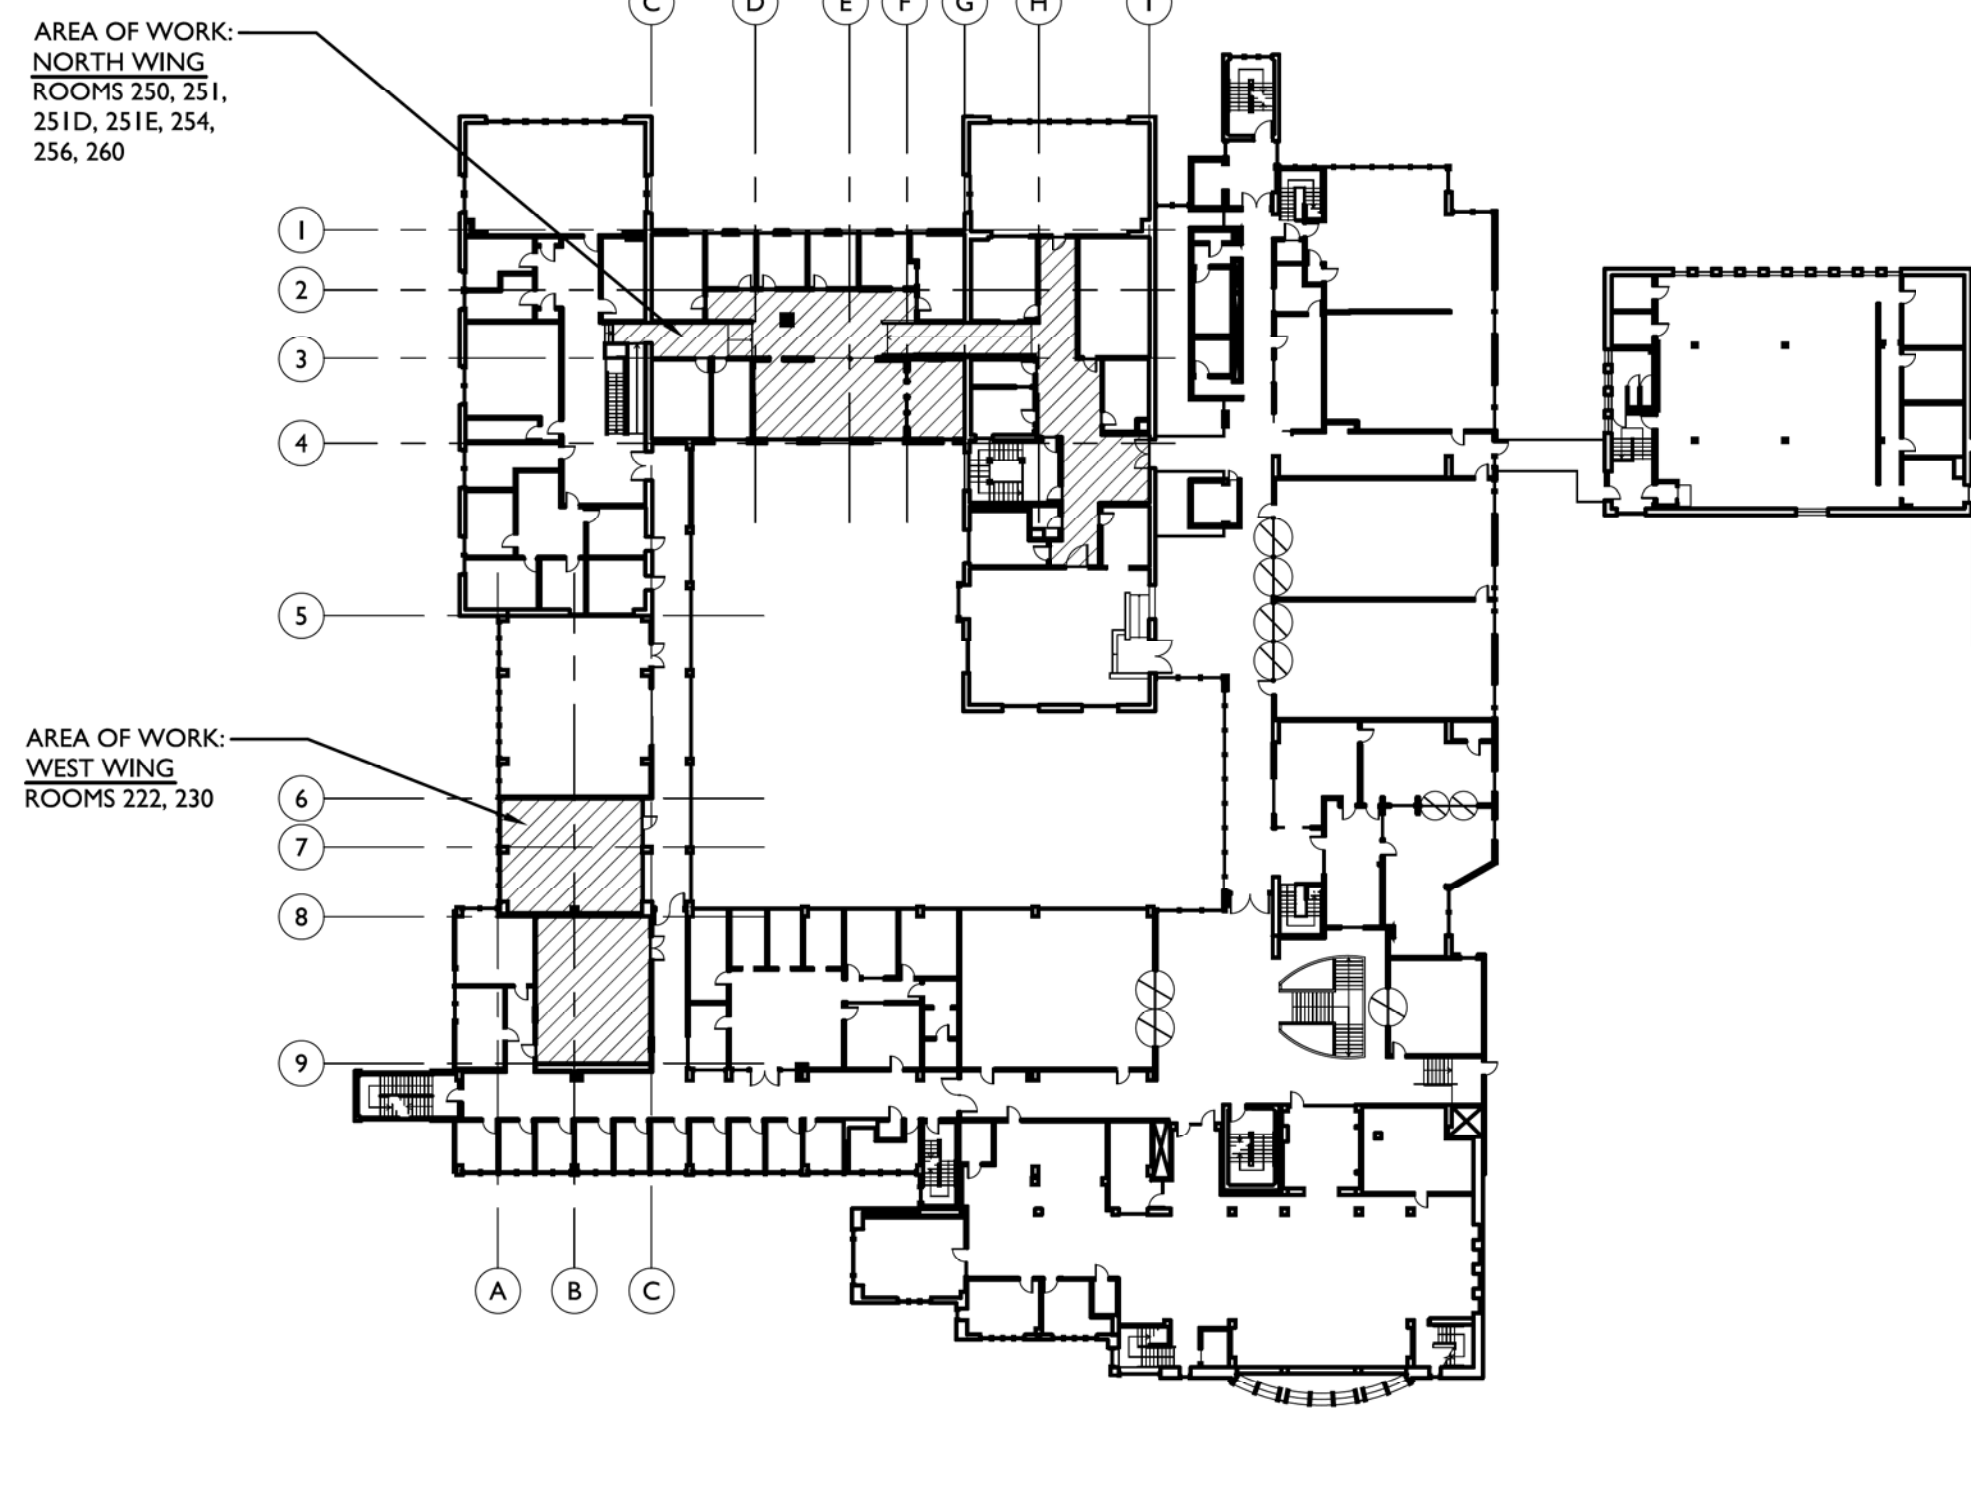 C D E F G H I
AREA OF WORK:
NORTH WING
ROOMS 250, 251,
251D, 251E, 254,
256, 260
1
2
3
4
5
AREA OF WORK:
WEST WING
ROOMS 222, 230
6
7
8
9
A B C